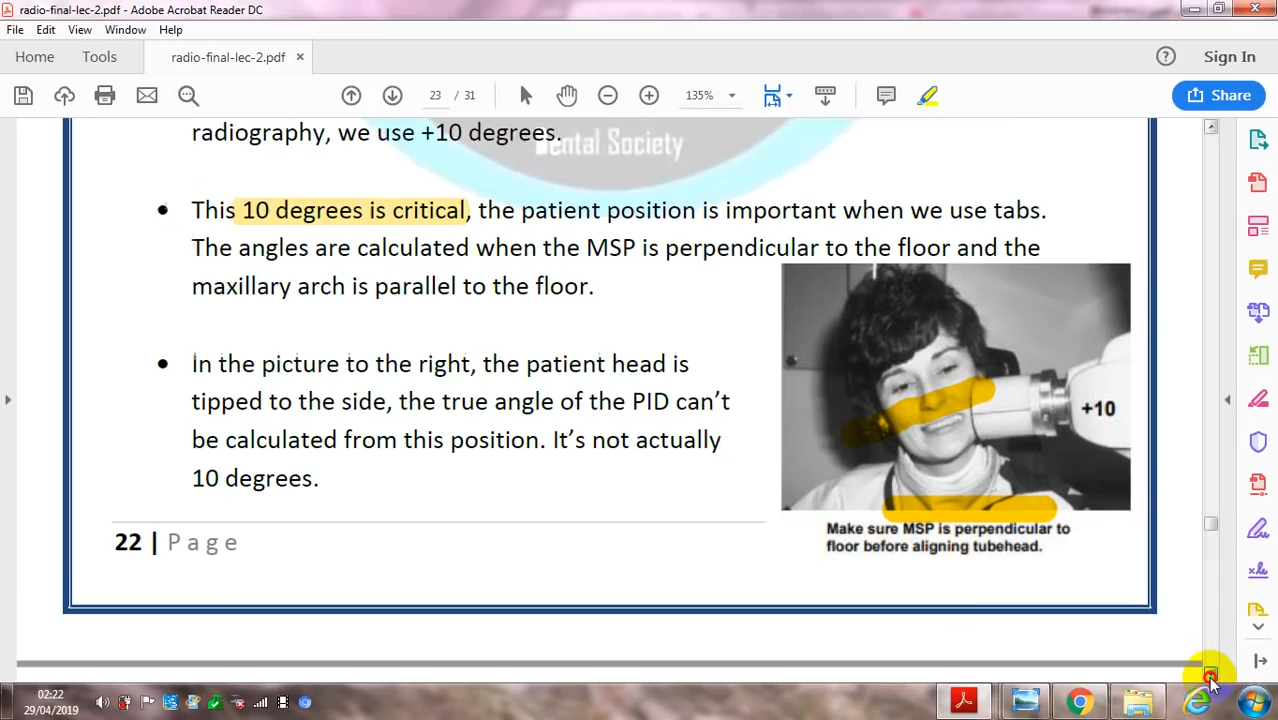 radio-final-lec-2.pdf - Adobe Acrobat Reader DC
File Edit View Window Help
Home Tools radio-final-lec-2.pdf × ? Sign In
23 / 31 135% Share
radiography, we use +10 degrees.
Dental Society
• This 10 degrees is critical, the patient position is important when we use tabs.
The angles are calculated when the MSP is perpendicular to the floor and the
maxillary arch is parallel to the floor.
• In the picture to the right, the patient head is
tipped to the side, the true angle of the PID can’t
be calculated from this position. It’s not actually
10 degrees.
+10
Make sure MSP is perpendicular to
floor before aligning tubehead.
22 | P a g e
02:22
29/04/2019